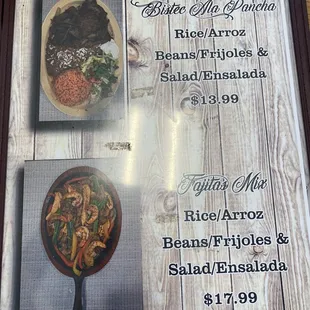 Bistec Ala Pancha
Rice/Arroz
Beans/Frijoles &
Salad/Ensalada
$13.99
Fajitas Mix
Rice/Arroz
Beans/Frijoles &
Salad/Ensalada
$17.99